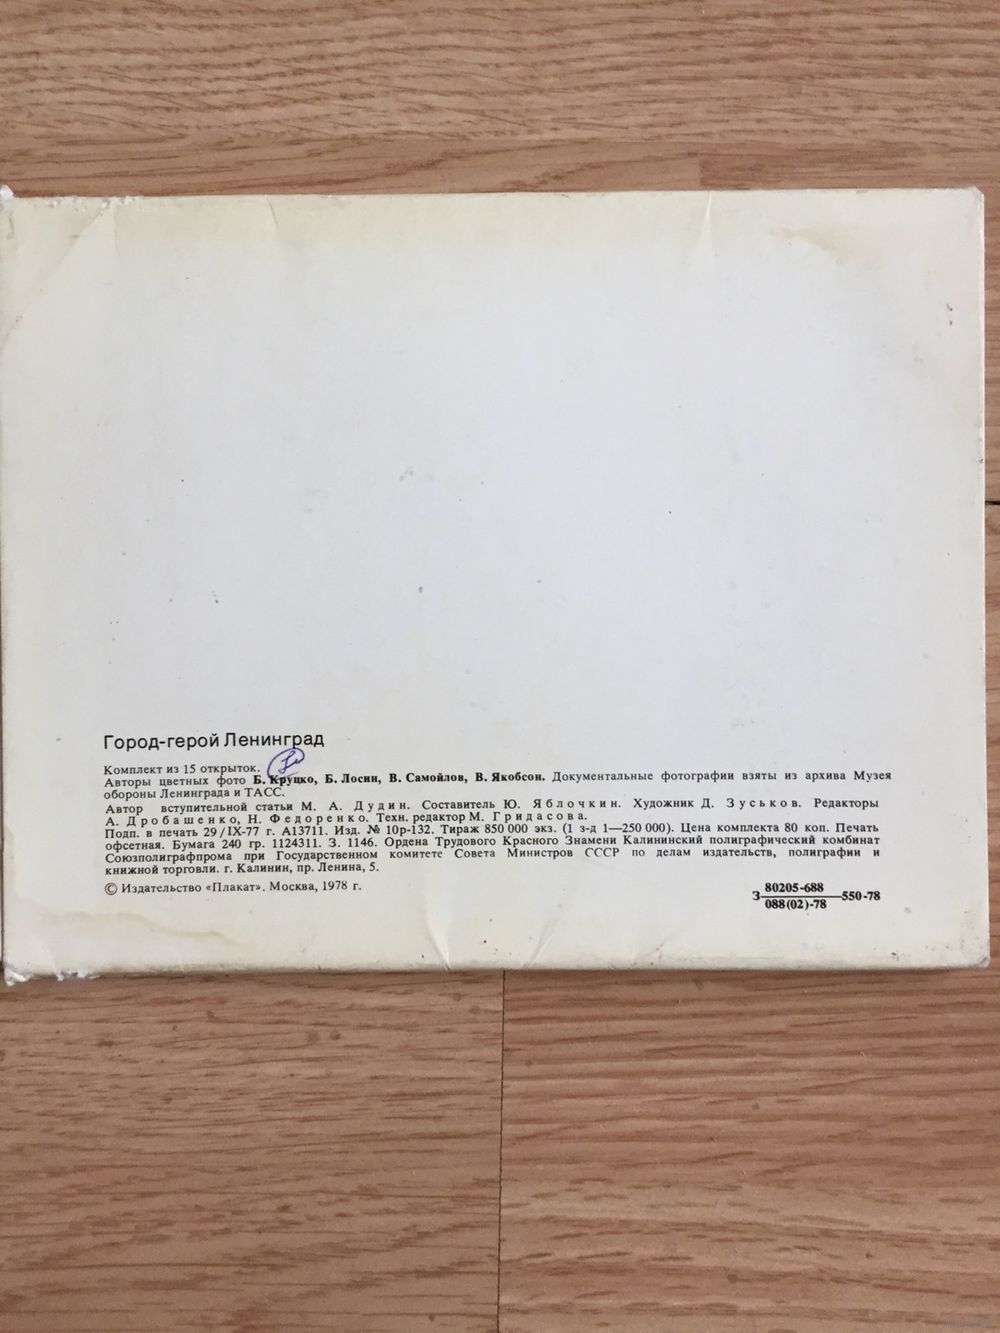 Город-герой Ленинград
Комплект из 15 открыток.
Авторы цветных фото Б. Круцко, Б. Лосин, В. Самойлов, В. Якобсон. Документальные фотографии взяты из архива Музея
обороны Ленинграда и ТАСС.
Автор вступительной статьи М. А. Дудин. Составитель Ю. Яблочкин. Художник Д. Зуськов. Редакторы
А. Дробашенко, Н. Федоренко. Техн. редактор М. Гридасова.
Подп. в печать 29/IX-77 г. А13711. Изд. № 10р-132. Тираж 850 000 экз. (1 з-д 1—250 000). Цена комплекта 80 коп. Печать
офсетная. Бумага 240 гр. 1124311. З. 1146. Ордена Трудового Красного Знамени Калининский полиграфический комбинат
Союзполиграфпрома при Государственном комитете Совета Министров СССР по делам издательств, полиграфии и
книжной торговли. г. Калинин, пр. Ленина, 5.
© Издательство «Плакат». Москва, 1978 г.
80205-688
З—550-78
088(02)-78